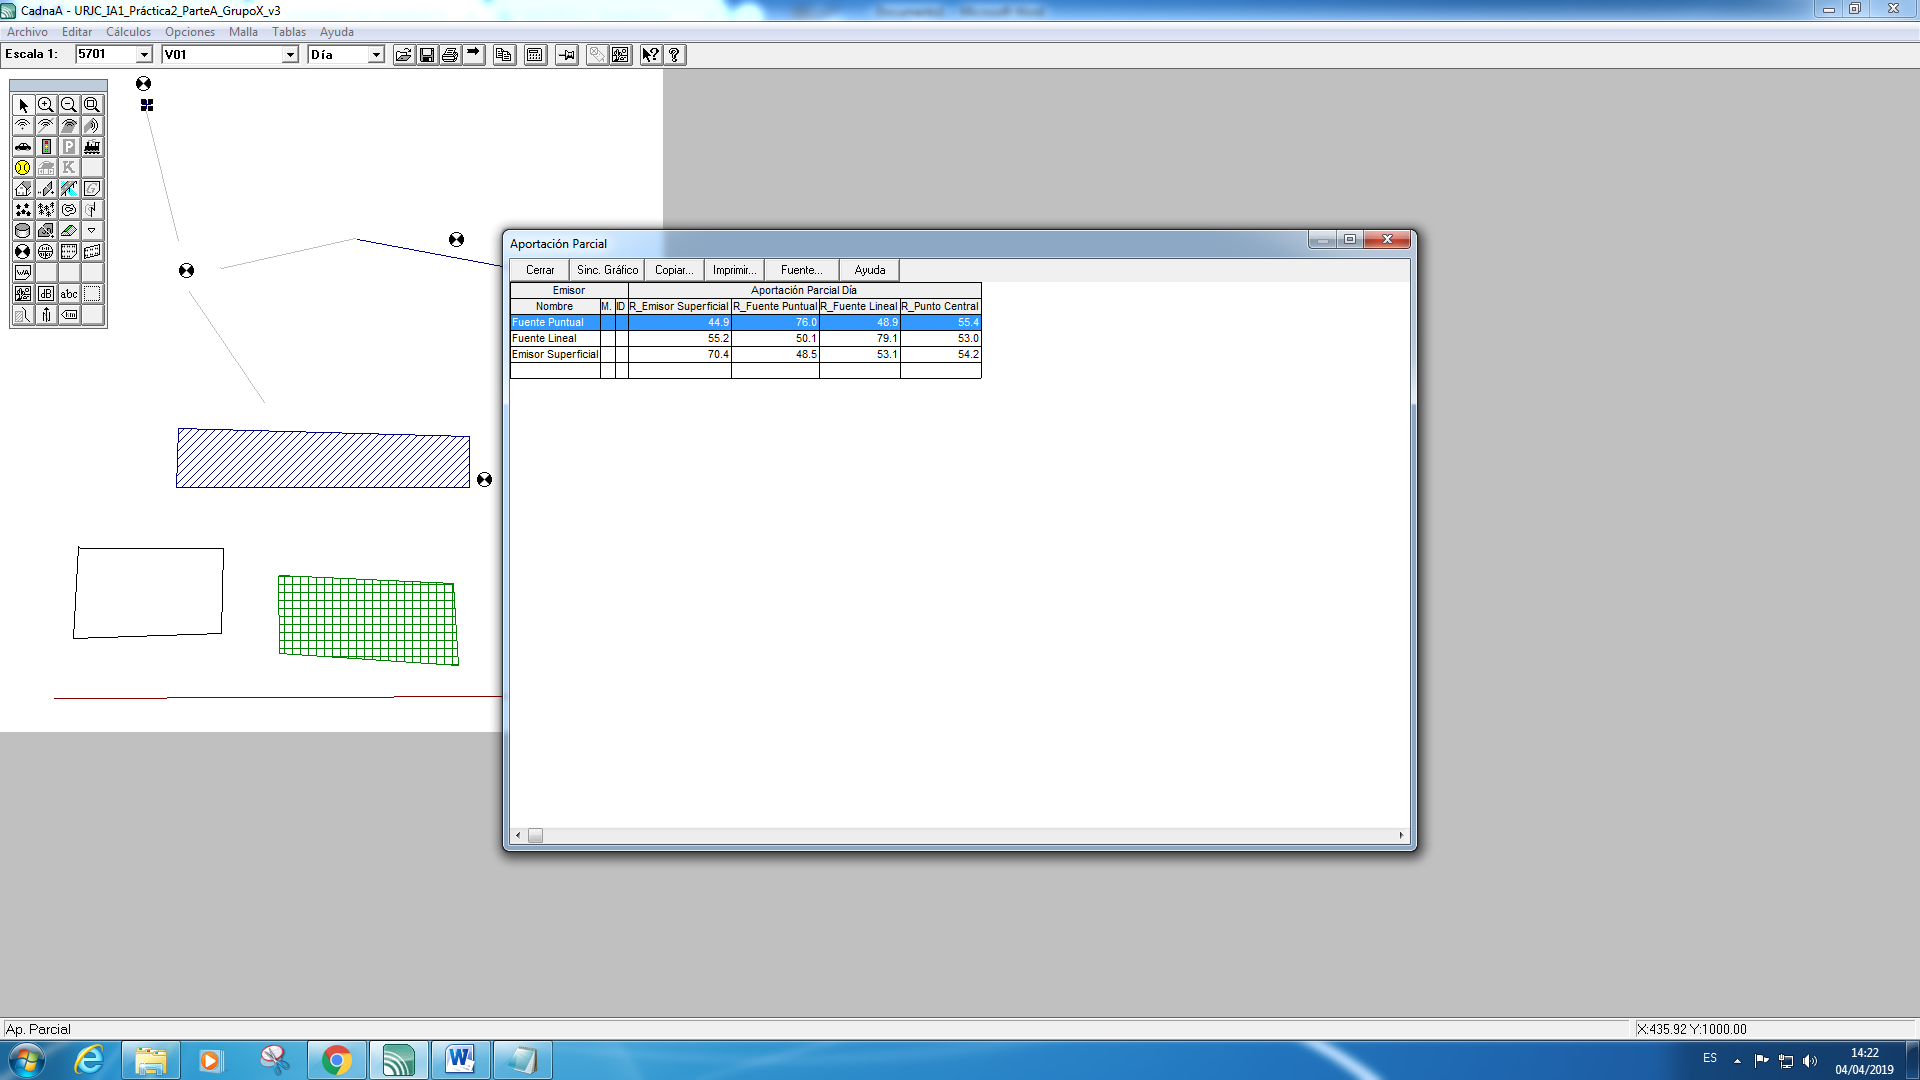 CadnaA - URJC_IA1_Práctica2_ParteA_GrupoX_v3
Archivo Editar Cálculos Opciones Malla Tablas Ayuda
Escala 1: 5701 V01 Día
P
K
G
WA
dB abc
Aportación Parcial
Cerrar Sinc. Gráfico Copiar... Imprimir... Fuente... Ayuda
Emisor Aportación Parcial Día
Nombre M. ID R_Emisor Superficial R_Fuente Puntual R_Fuente Lineal R_Punto Central
Fuente Puntual 44.9 76.0 48.9 55.4
Fuente Lineal 55.2 50.1 79.1 53.0
Emisor Superficial 70.4 48.5 53.1 54.2
Ap. Parcial X:435.92 Y:1000.00
ES 14:22
04/04/2019